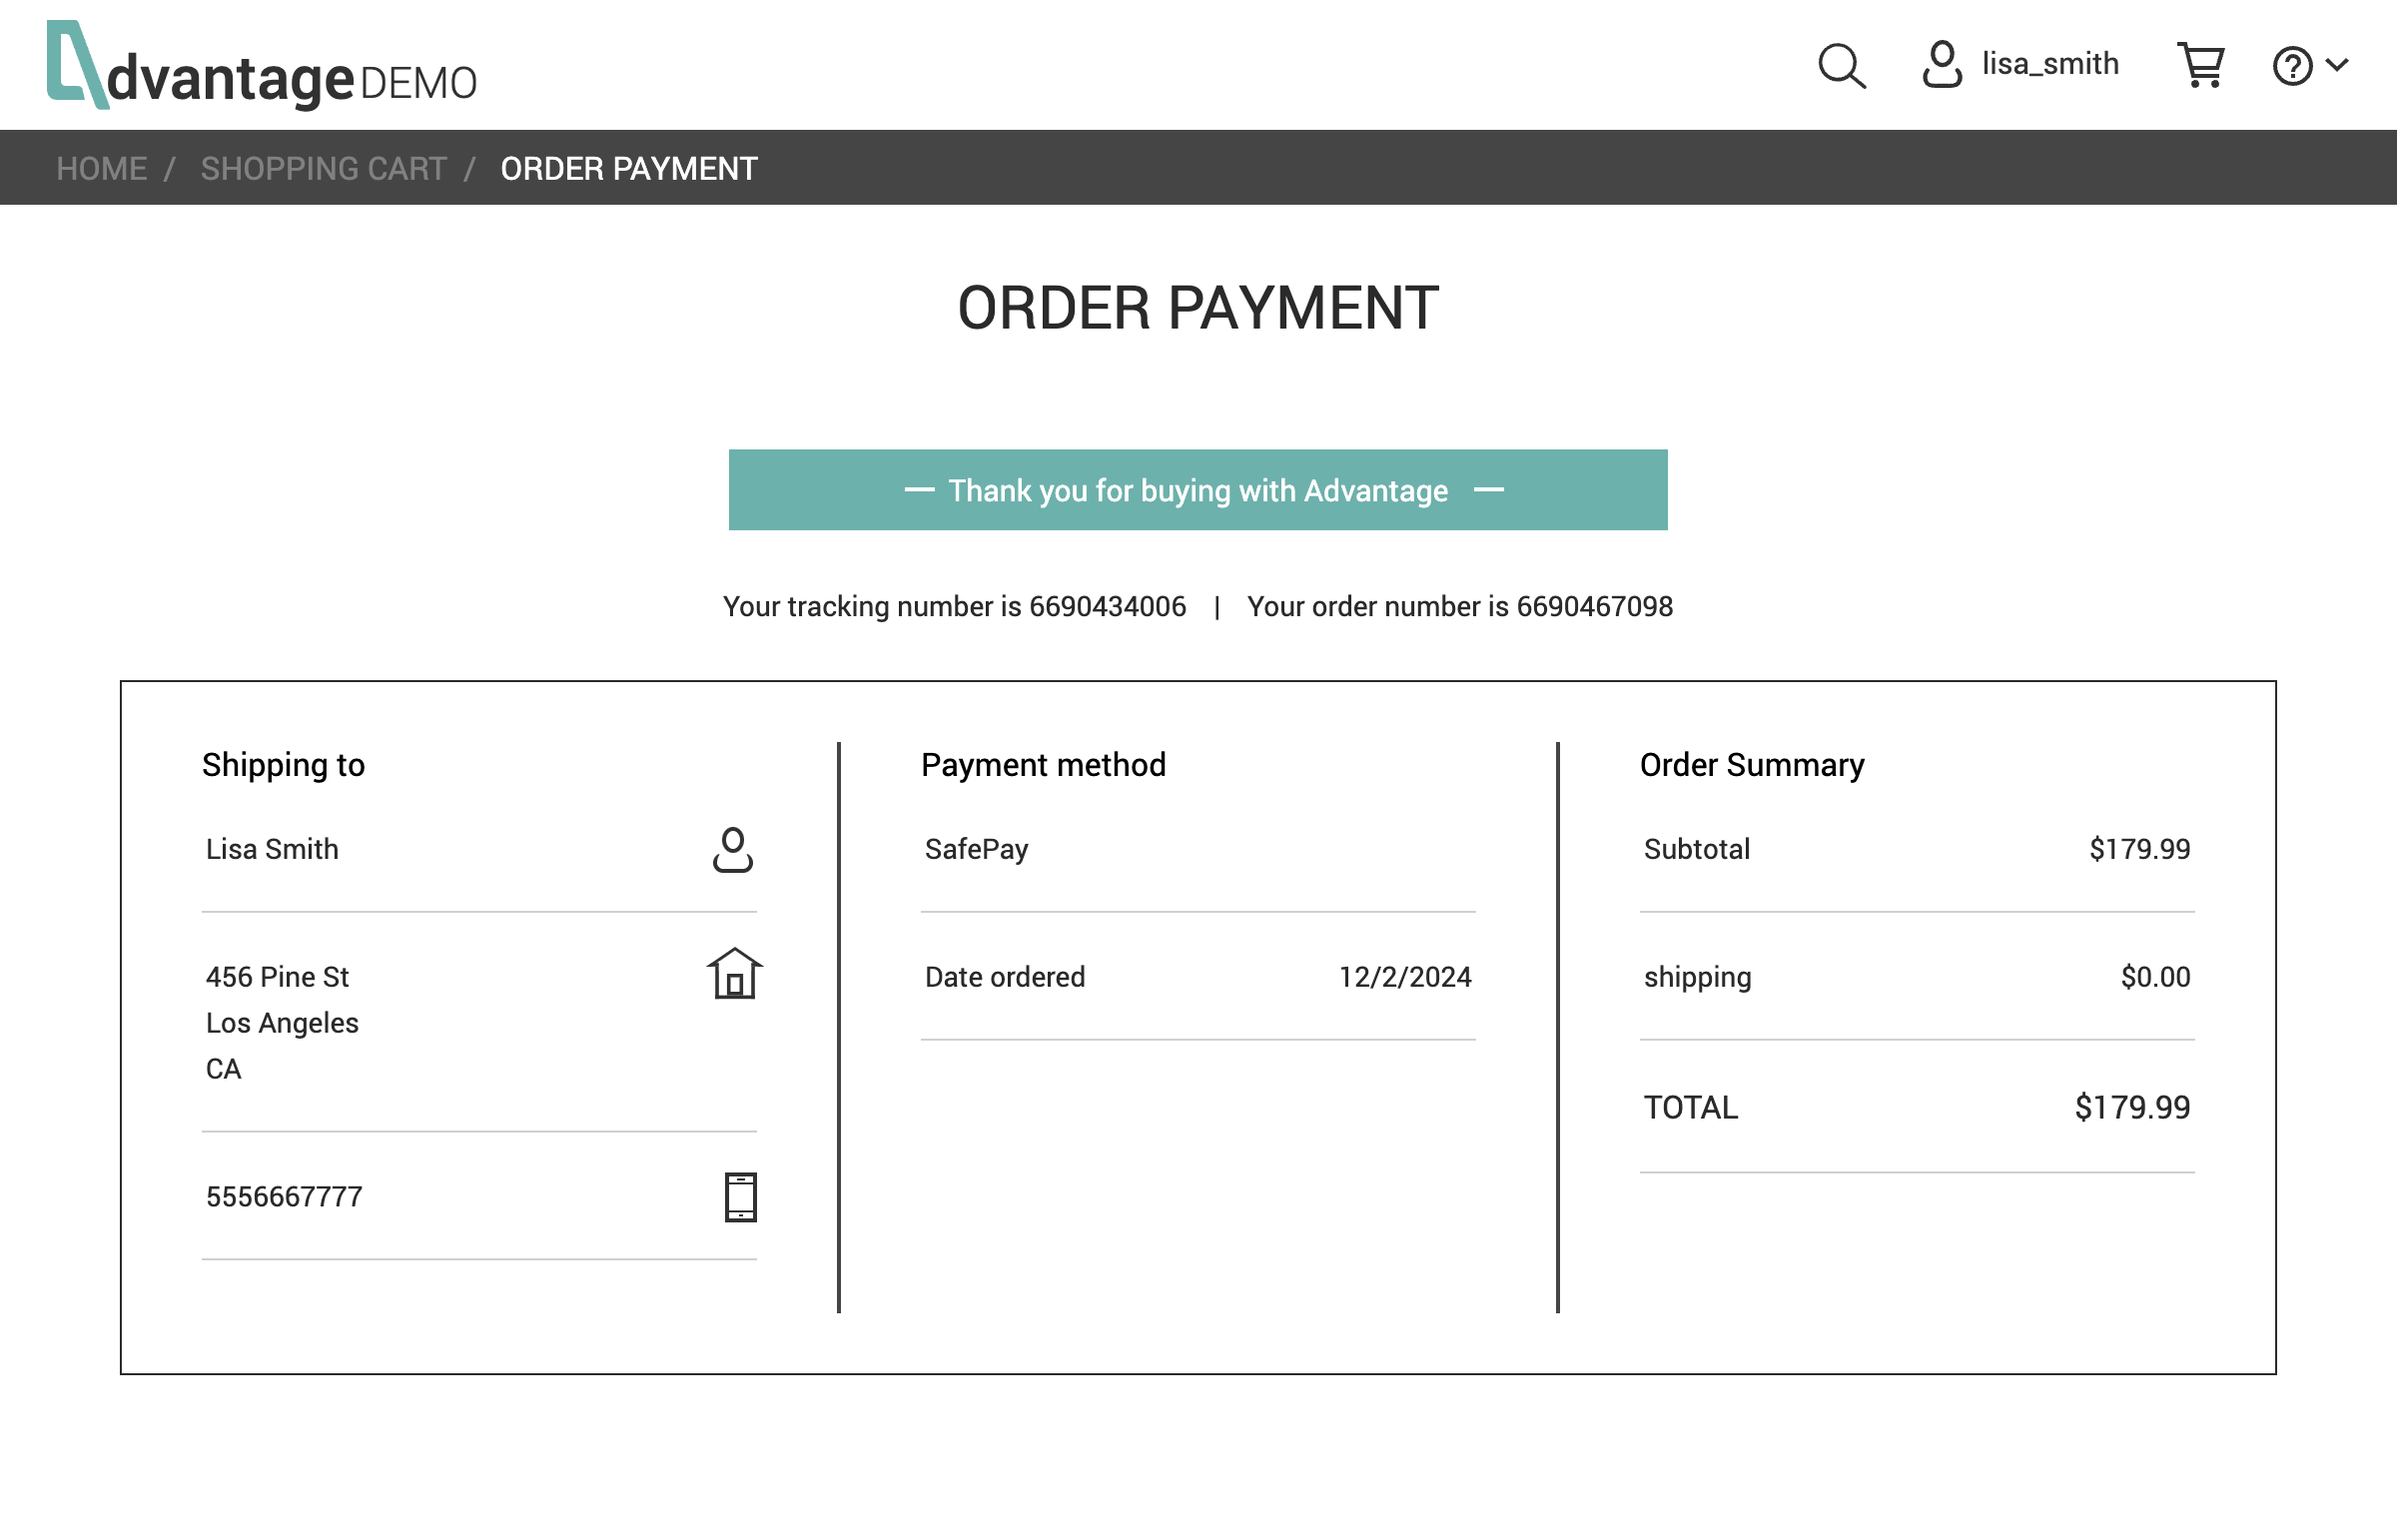 dvantage DEMO
lisa_smith
HOME / SHOPPING CART / ORDER PAYMENT
ORDER PAYMENT
— Thank you for buying with Advantage —
Your tracking number is 6690434006 | Your order number is 6690467098
Shipping to
Lisa Smith
456 Pine St
Los Angeles
CA
5556667777
Payment method
SafePay
Date ordered 12/2/2024
Order Summary
Subtotal $179.99
shipping $0.00
TOTAL $179.99